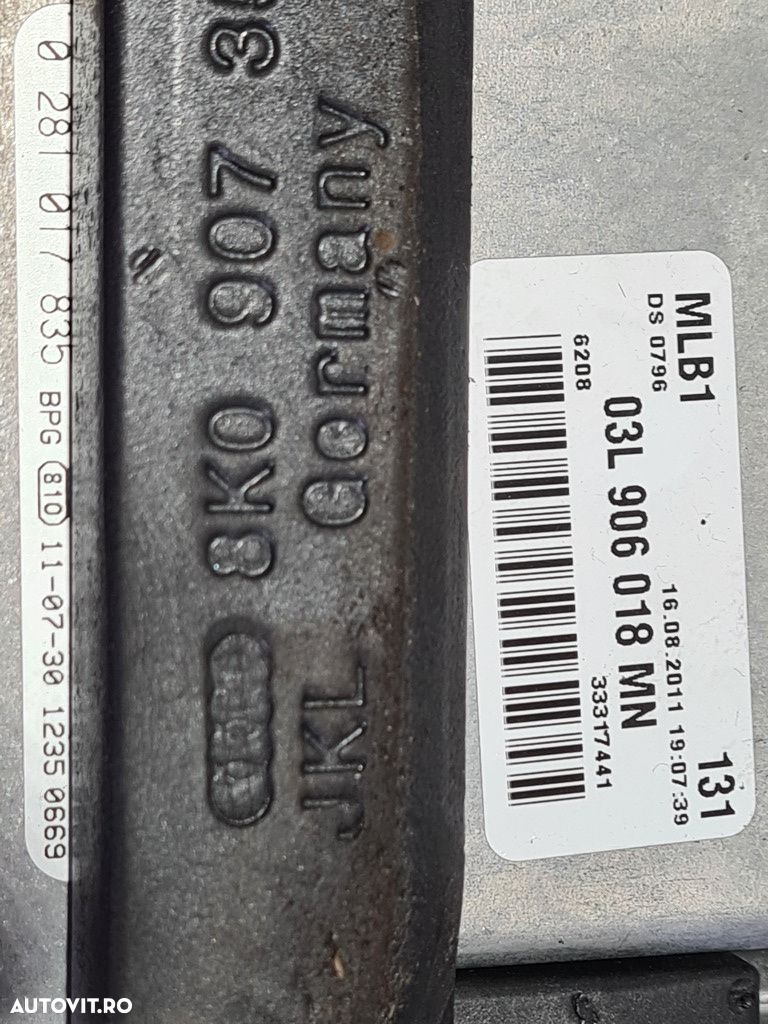 0 281 017 835 BPG 810 11-07-30 1235 0669
8K0 907 3
Germany
JKL
MLB1 131
DS 0796 16.08.2011 19:07:39
03L 906 018 MN
6208 33317441
AUTOVIT.RO